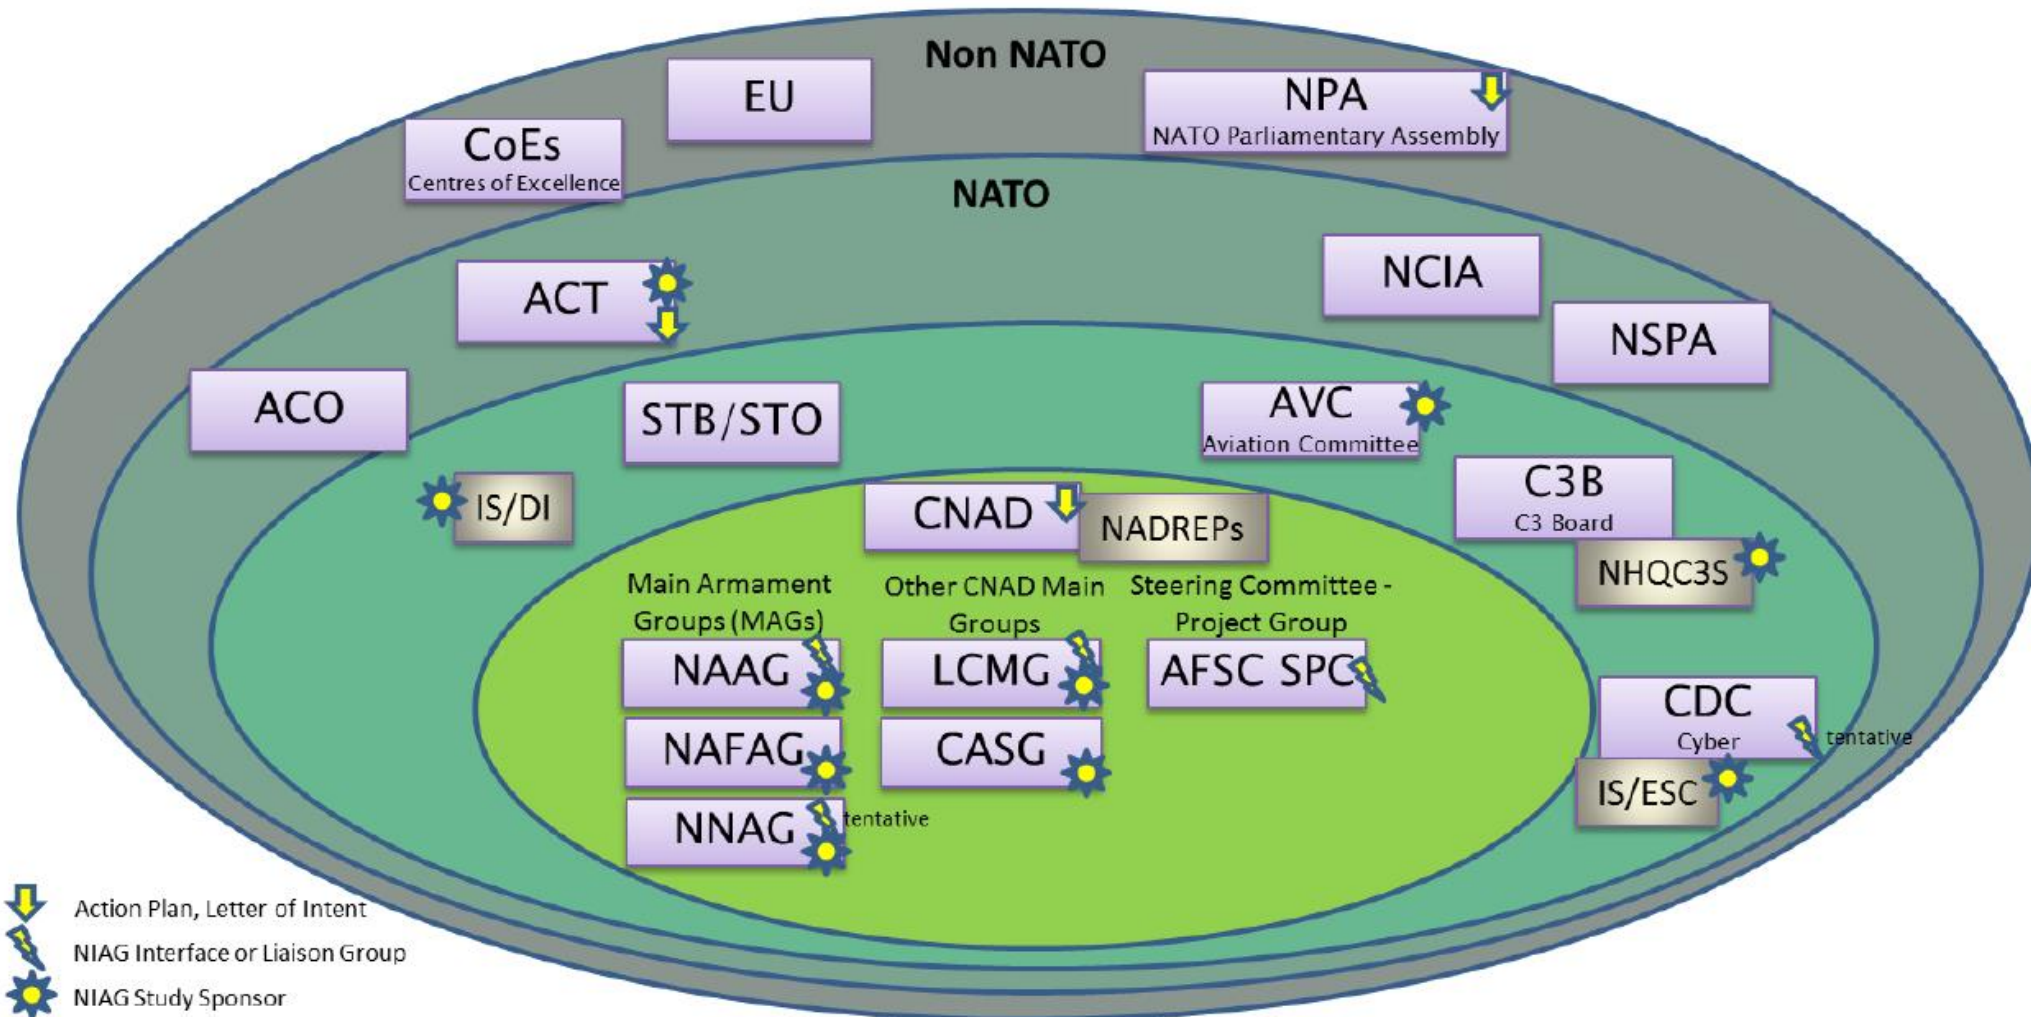 Non NATO
EU
NPA
NATO Parliamentary Assembly
CoEs
Centres of Excellence
NATO
ACT
NCIA
NSPA
ACO
STB/STO
AVC
Aviation Committee
IS/DI
C3B
C3 Board
NHQC3S
CNAD
NADREPs
Main Armament
Groups (MAGs)
Other CNAD Main
Groups
Steering Committee -
Project Group
NAAG
LCMG
AFSC SPC
NAFAG
CASG
NNAG
tentative
CDC
Cyber
tentative
IS/ESC
Action Plan, Letter of Intent
NIAG Interface or Liaison Group
NIAG Study Sponsor